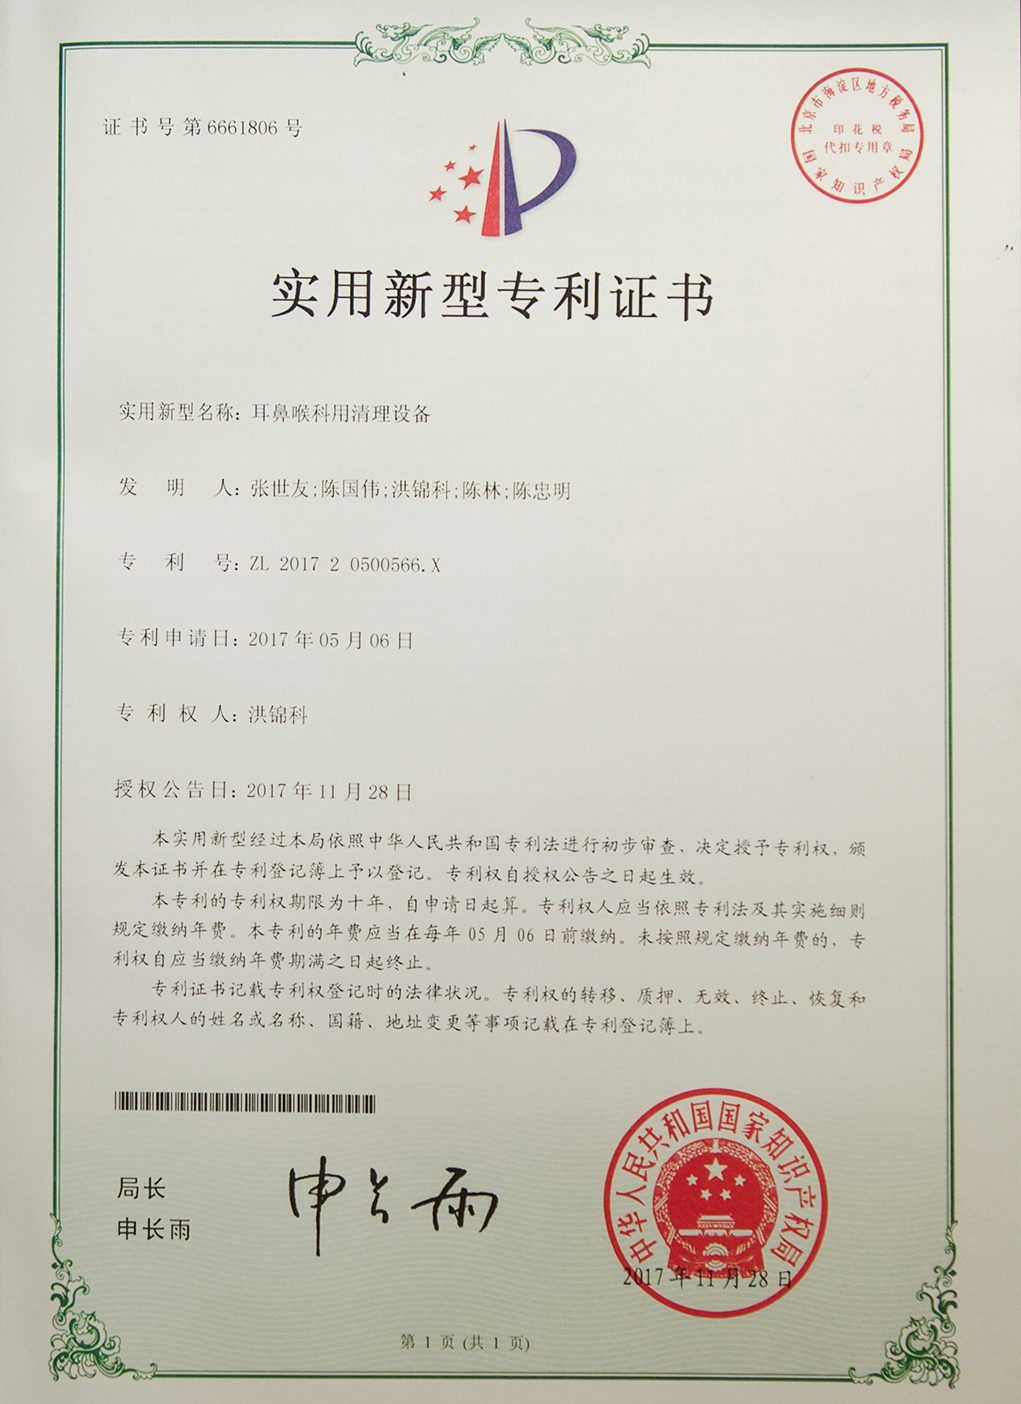 证书号第6661806号
北京市海淀区地方税务局
印花税
代扣专用章
国家知识产权局
实用新型专利证书
实用新型名称：耳鼻喉科用清理设备
发明人：张世友;陈国伟;洪锦科;陈林;陈忠明
专利号：ZL 2017 2 0500566.X
专利申请日：2017年05月06日
专利权人：洪锦科
授权公告日：2017年11月28日
本实用新型经过本局依照中华人民共和国专利法进行初步审查，决定授予专利权，颁
发本证书并在专利登记簿上予以登记。专利权自授权公告之日起生效。
本专利的专利权期限为十年，自申请日起算。专利权人应当依照专利法及其实施细则
规定缴纳年费。本专利的年费应当在每年05月06日前缴纳。未按照规定缴纳年费的，专
利权自应当缴纳年费期满之日起终止。
专利证书记载专利权登记时的法律状况。专利权的转移、质押、无效、终止、恢复和
专利权人的姓名或名称、国籍、地址变更等事项记载在专利登记簿上。
局长
申长雨
申长雨
中华人民共和国国家知识产权局
2017年11月28日
第1页(共1页)